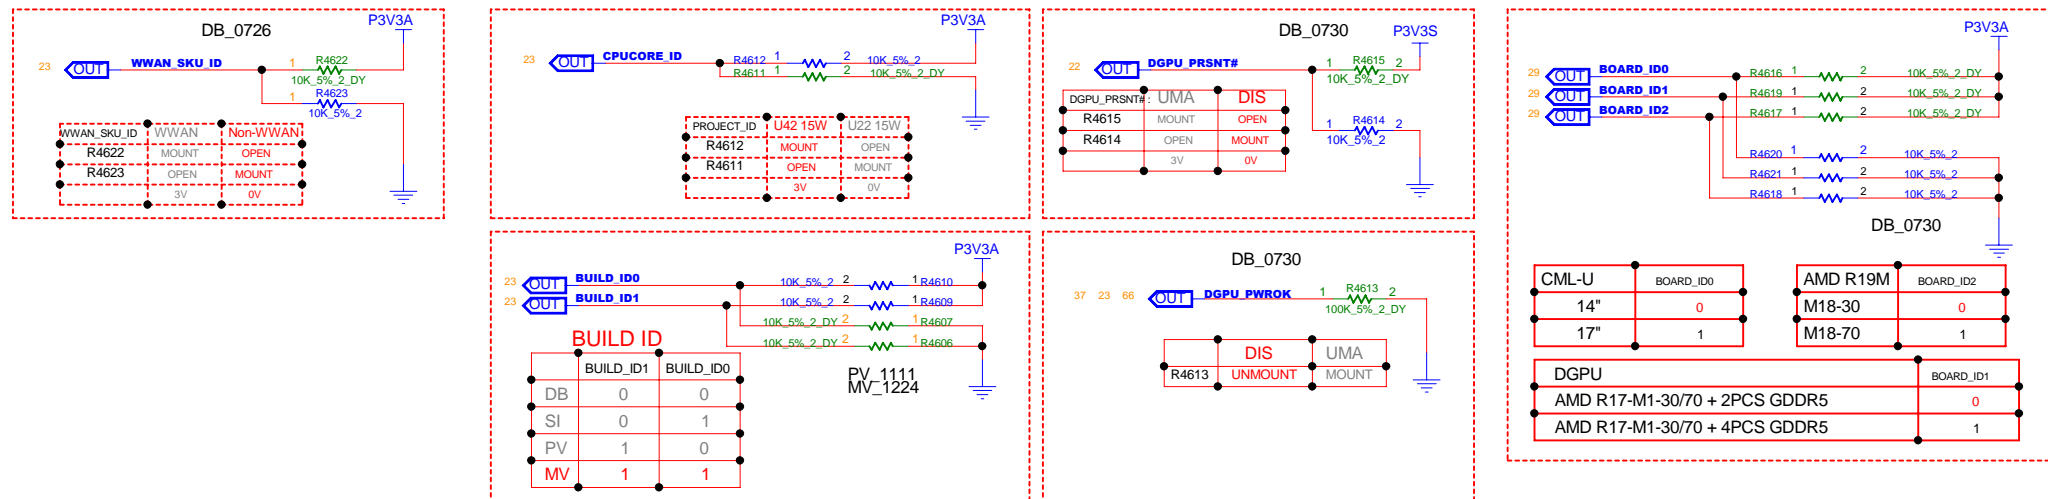 DB_0726
P3V3A
23 OUT WWAN_SKU_ID
1 R4622
10K_5%_2_DY
1 R4623
10K_5%_2
WWAN_SKU_ID WWAN Non-WWAN
R4622 MOUNT OPEN
R4623 OPEN MOUNT
3V 0V
P3V3A
23 OUT CPUCORE_ID
R4612 1 2 10K_5%_2
R4611 1 2 10K_5%_2_DY
PROJECT_ID U42 15W U22 15W
R4612 MOUNT OPEN
R4611 OPEN MOUNT
3V 0V
DB_0730
P3V3S
22 OUT DGPU_PRSNT#
1 R4615 2
10K_5%_2_DY
DGPU_PRSNT# : UMA DIS
R4615 MOUNT OPEN
R4614 OPEN MOUNT
3V 0V
1 R4614 2
10K_5%_2
P3V3A
29 OUT BOARD_ID0
29 OUT BOARD_ID1
29 OUT BOARD_ID2
R4616 1 2 10K_5%_2_DY
R4619 1 2 10K_5%_2_DY
R4617 1 2 10K_5%_2_DY
R4620 1 2 10K_5%_2
R4621 1 2 10K_5%_2
R4618 1 2 10K_5%_2
DB_0730
CML-U BOARD_ID0
14" 0
17" 1
AMD R19M BOARD_ID2
M18-30 0
M18-70 1
DGPU BOARD_ID1
AMD R17-M1-30/70 + 2PCS GDDR5 0
AMD R17-M1-30/70 + 4PCS GDDR5 1
P3V3A
23 OUT BUILD_ID0
23 OUT BUILD_ID1
10K_5%_2 2 1 R4610
10K_5%_2 2 1 R4609
10K_5%_2_DY 2 1 R4607
10K_5%_2_DY 2 1 R4606
BUILD ID
BUILD_ID1 BUILD_ID0
DB 0 0
SI 0 1
PV 1 0
MV 1 1
PV_1111
MV_1224
DB_0730
37 23 66 OUT DGPU_PWROK
1 R4613 2
100K_5%_2_DY
DIS UMA
R4613 UNMOUNT MOUNT